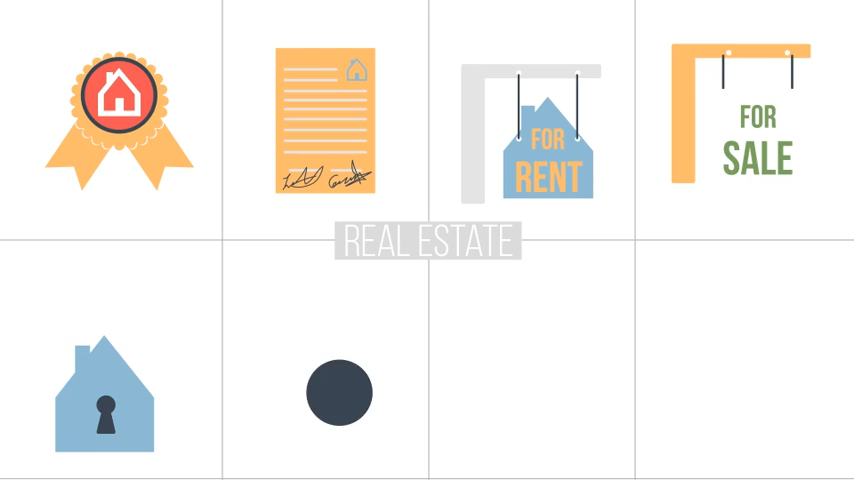 FOR
RENT
FOR
SALE
REAL ESTATE